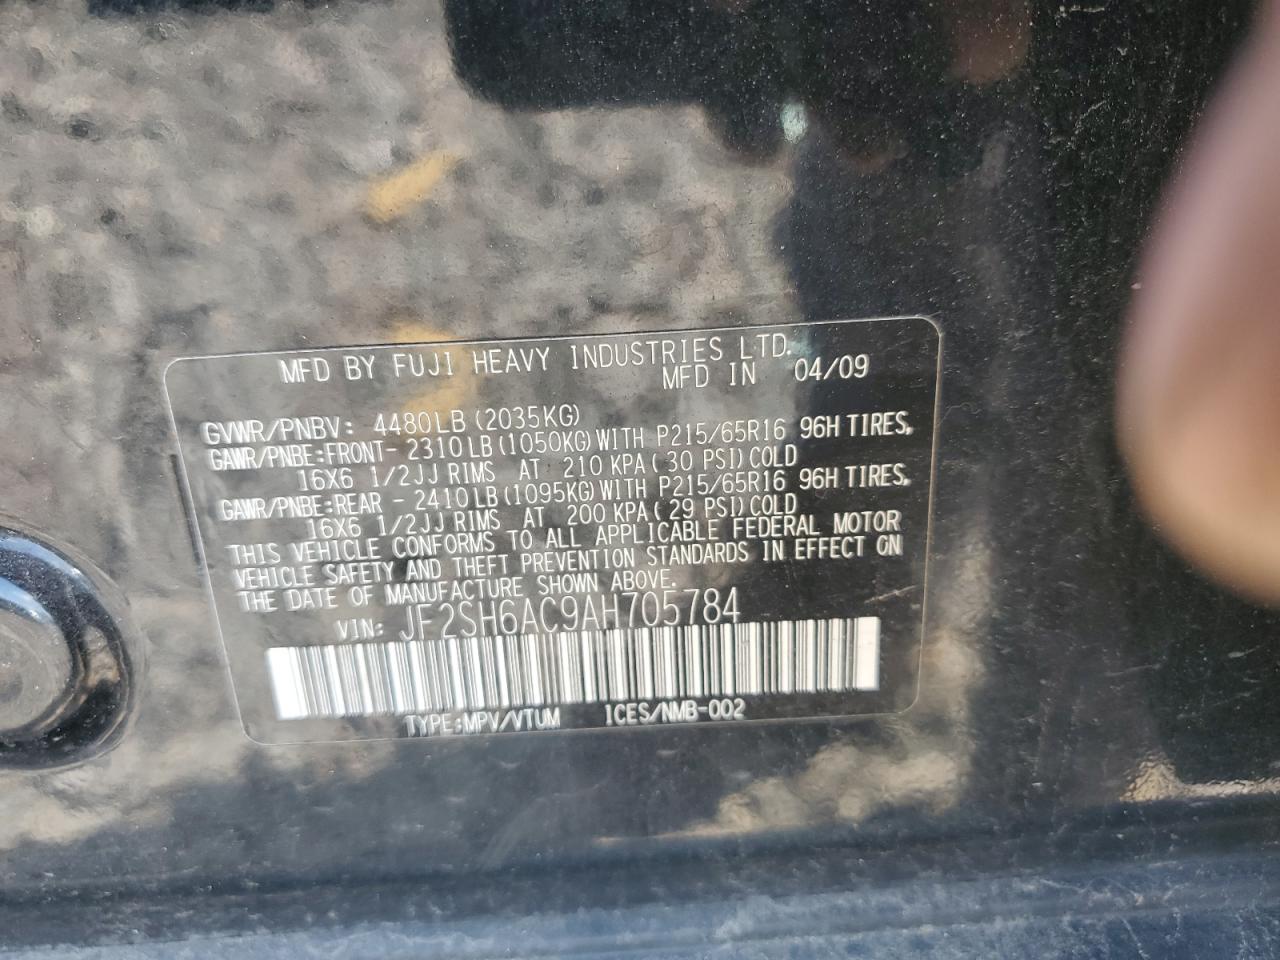 MFD BY FUJI HEAVY INDUSTRIES LTD.
MFD IN 04/09
GVWR/PNBV: 4480LB (2035KG)
GAWR/PNBE:FRONT- 2310LB (1050KG) WITH P215/65R16 96H TIRES,
16X6 1/2JJ RIMS AT 210 KPA( 30 PSI) COLD
GAWR/PNBE:REAR - 2410LB (1095KG) WITH P215/65R16 96H TIRES,
16X6 1/2JJ RIMS AT 200 KPA( 29 PSI) COLD
THIS VEHICLE CONFORMS TO ALL APPLICABLE FEDERAL MOTOR
VEHICLE SAFETY AND THEFT PREVENTION STANDARDS IN EFFECT ON
THE DATE OF MANUFACTURE SHOWN ABOVE.
VIN: JF2SH6AC9AH705784
TYPE:MPV/VTUM ICES/NMB-002